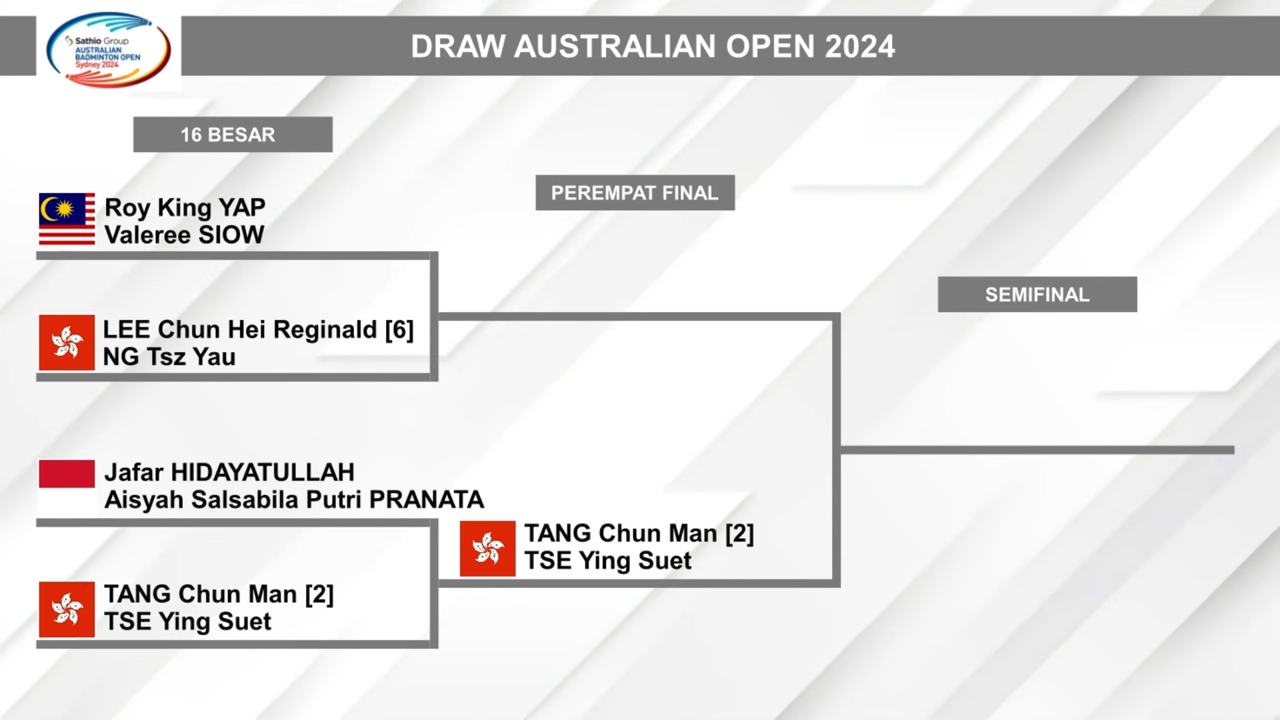 Sathio Group
AUSTRALIAN
BADMINTON OPEN
Sydney 2024
DRAW AUSTRALIAN OPEN 2024
16 BESAR
PEREMPAT FINAL
SEMIFINAL
Roy King YAP
Valeree SIOW
LEE Chun Hei Reginald [6]
NG Tsz Yau
Jafar HIDAYATULLAH
Aisyah Salsabila Putri PRANATA
TANG Chun Man [2]
TSE Ying Suet
TANG Chun Man [2]
TSE Ying Suet